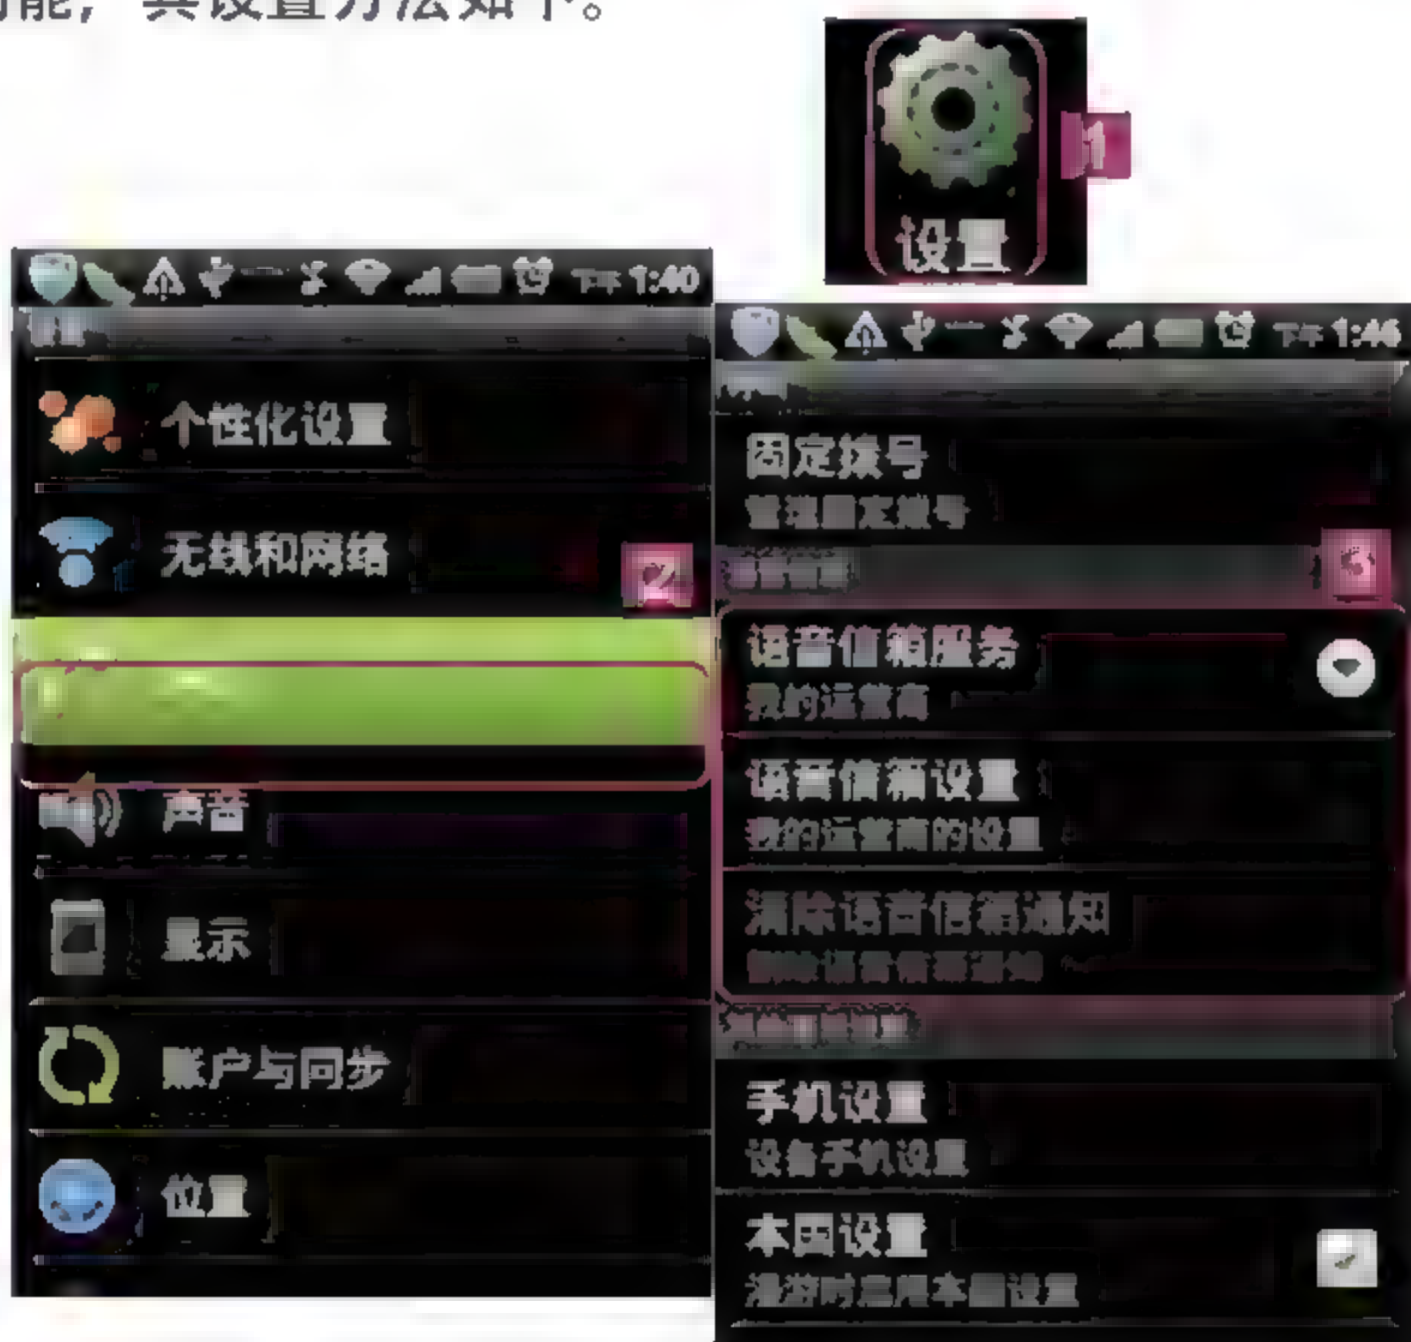 能，其设置方法如下。
1
设置
下午 1:40
个性化设置
无线和网络
2
声音
显示
账户与同步
位置
下午 1:46
固定拨号
管理固定拨号
语音信箱服务
我的运营商
语音信箱设置
我的运营商的设置
清除语音信箱通知
清除语音信箱通知
手机设置
设备手机设置
本国设置
漫游时启用本国设置